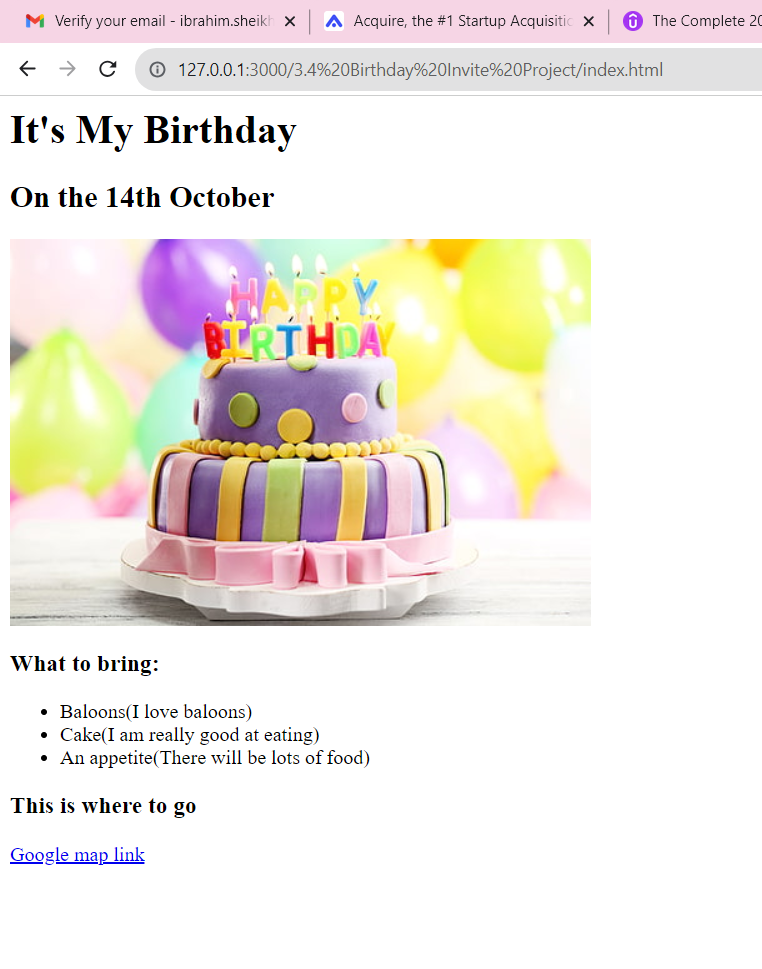 Verify your email - ibrahim.sheikh
Acquire, the #1 Startup Acquisitic
The Complete 20
127.0.0.1:3000/3.4%20Birthday%20Invite%20Project/index.html
It's My Birthday
On the 14th October
HAPPY
BIRTHDAY
What to bring:
Baloons(I love baloons)
Cake(I am really good at eating)
An appetite(There will be lots of food)
This is where to go
Google map link